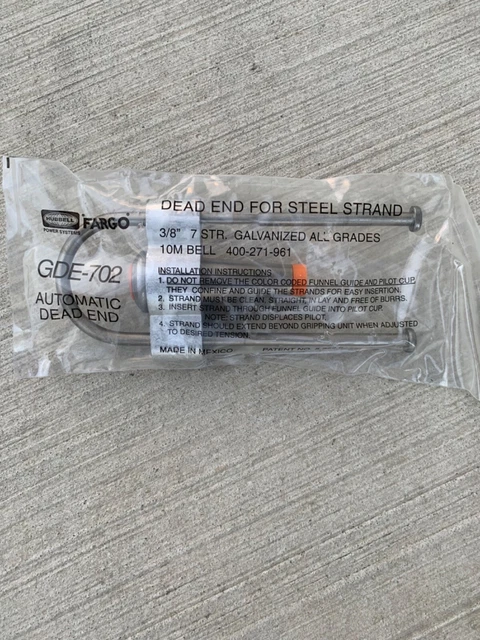 DEAD END FOR STEEL STRAND
HUBBELL
POWER SYSTEMS
FARGO
3/8" 7 STR. GALVANIZED ALL GRADES
10M BELL 400-271-961
GDE-702
AUTOMATIC
DEAD END
INSTALLATION INSTRUCTIONS
1. DO NOT REMOVE THE COLOR CODED FUNNEL GUIDE AND PILOT CUP.
THEY CONFINE AND GUIDE THE STRANDS FOR EASY INSERTION.
2. STRAND MUST BE CLEAN, STRAIGHT, IN LAY AND FREE OF BURRS.
3. INSERT STRAND THROUGH FUNNEL GUIDE INTO PILOT CUP.
NOTE: STRAND DISPLACES PILOT.
4. STRAND SHOULD EXTEND BEYOND GRIPPING UNIT WHEN ADJUSTED
TO DESIRED TENSION.
MADE IN MEXICO